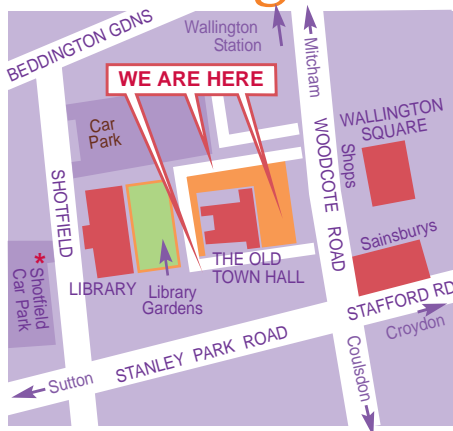 BEDDINGTON GDNS
Wallington
Station
Mitcham
WE ARE HERE
Car
Park
WOODCOTE ROAD
WALLINGTON
SQUARE
Shops
SHOTFIELD
Sainsburys
*
Shotfield
Car Park
LIBRARY
Library
Gardens
THE OLD
TOWN HALL
STAFFORD RD
Croydon
STANLEY PARK ROAD
Sutton
Coulsdon